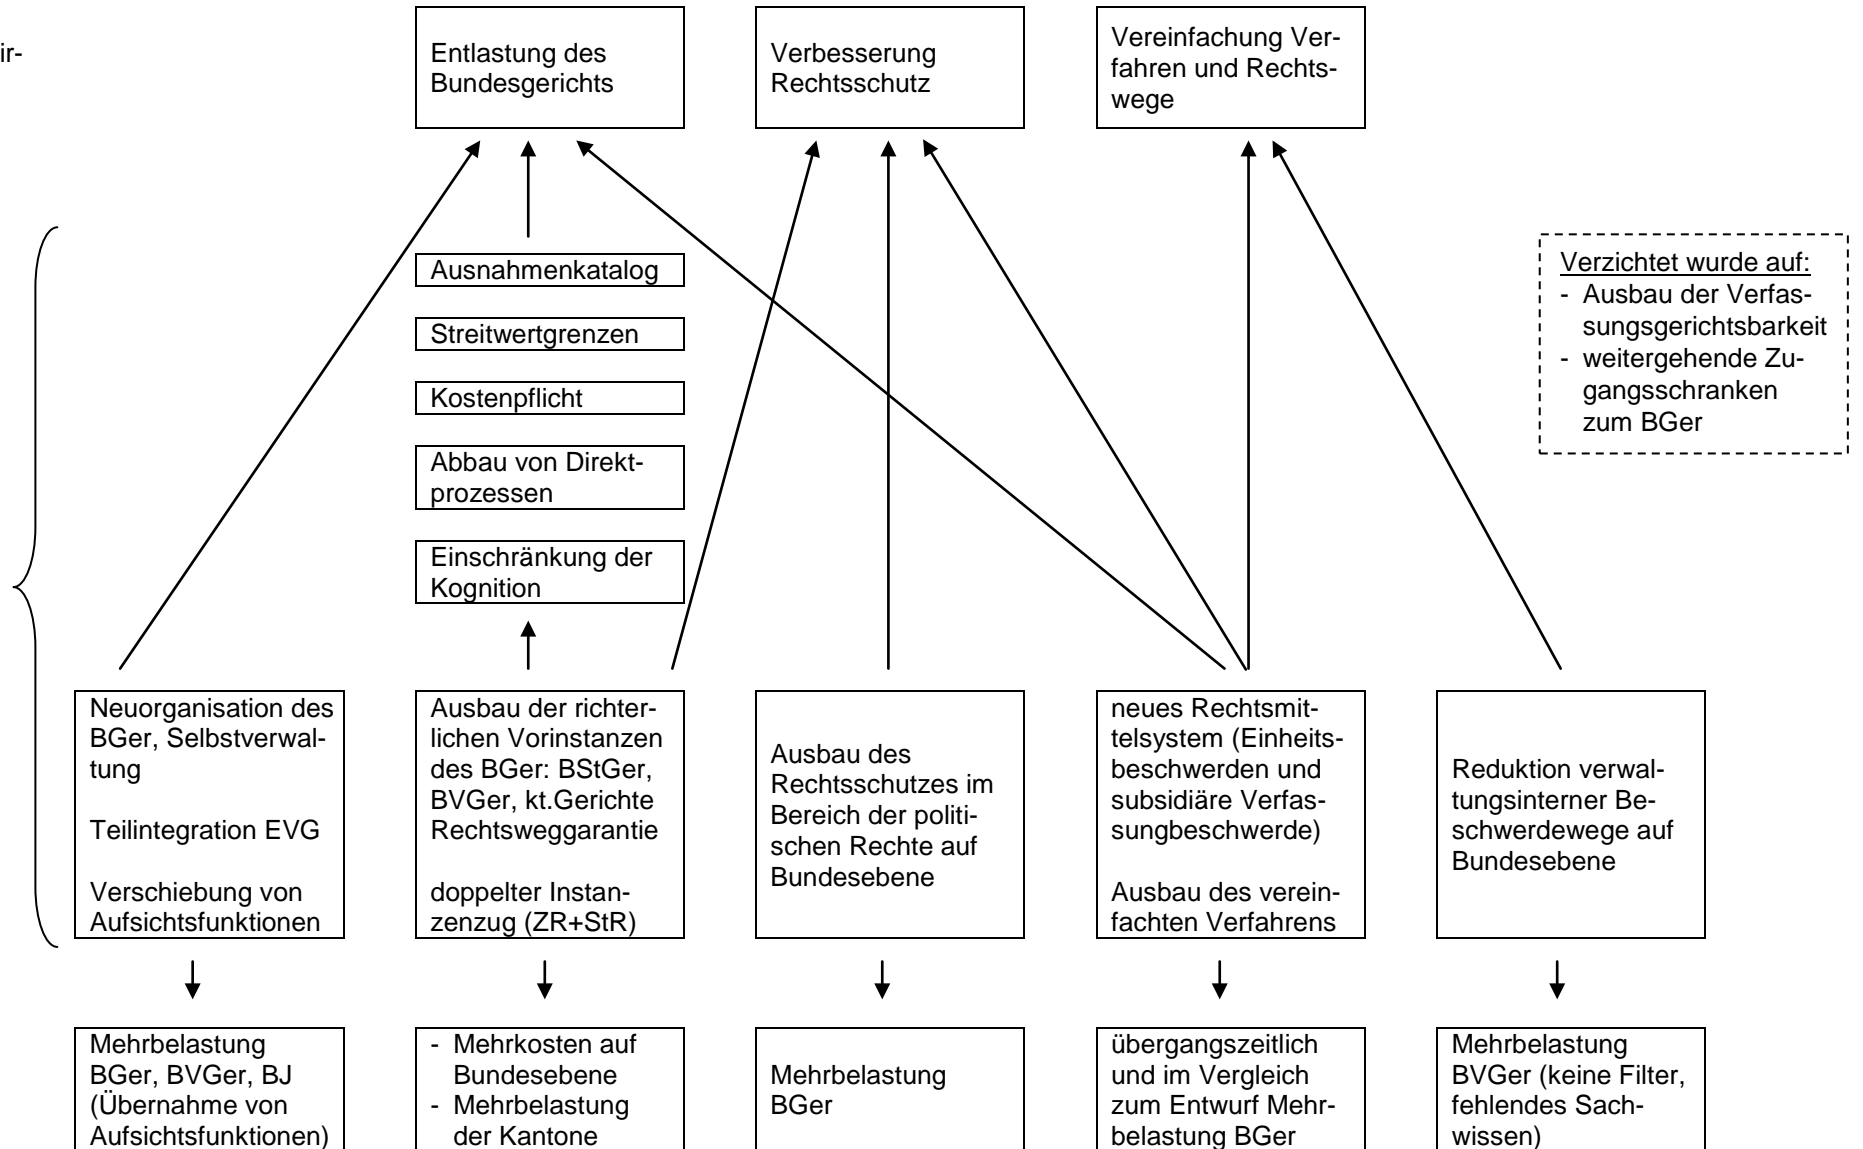 ir-
Entlastung des
Bundesgerichts
Verbesserung
Rechtsschutz
Vereinfachung Ver-
fahren und Rechts-
wege
Ausnahmenkatalog
Streitwertgrenzen
Kostenpflicht
Abbau von Direkt-
prozessen
Einschränkung der
Kognition
Verzichtet wurde auf:
- Ausbau der Verfas-
sungsgerichtsbarkeit
- weitergehende Zu-
gangsschranken
zum BGer
Neuorganisation des
BGer, Selbstverwal-
tung
Teilintegration EVG
Verschiebung von
Aufsichtsfunktionen
Ausbau der richter-
lichen Vorinstanzen
des BGer: BStGer,
BVGer, kt.Gerichte
Rechtsweggarantie
doppelter Instan-
zenzug (ZR+StR)
Ausbau des
Rechtsschutzes im
Bereich der politi-
schen Rechte auf
Bundesebene
neues Rechtsmit-
telsystem (Einheits-
beschwerden und
subsidiäre Verfas-
sungbeschwerde)
Ausbau des verein-
fachten Verfahrens
Reduktion verwal-
tungsinterner Be-
schwerdewege auf
Bundesebene
Mehrbelastung
BGer, BVGer, BJ
(Übernahme von
Aufsichtsfunktionen)
- Mehrkosten auf
Bundesebene
- Mehrbelastung
der Kantone
Mehrbelastung
BGer
übergangszeitlich
und im Vergleich
zum Entwurf Mehr-
belastung BGer
Mehrbelastung
BVGer (keine Filter,
fehlendes Sach-
wissen)